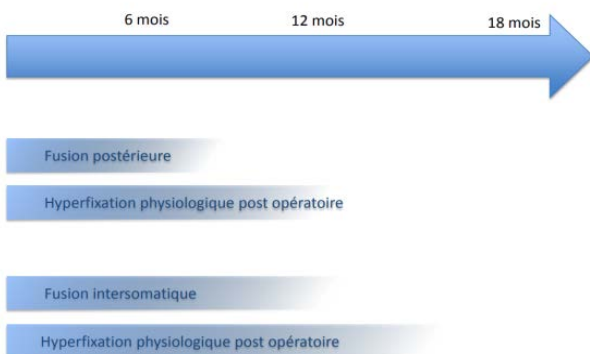 6 mois 12 mois 18 mois
Fusion postérieure
Hyperfixation physiologique post opératoire
Fusion intersomatique
Hyperfixation physiologique post opératoire